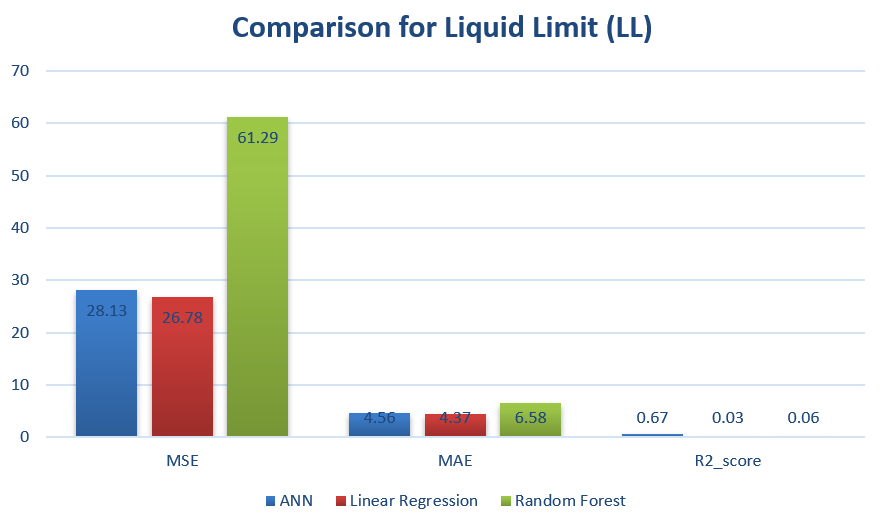 Comparison for Liquid Limit (LL)
70
60
50
40
30
20
10
0
28.13
26.78
61.29
4.56
4.37
6.58
0.67
0.03
0.06
MSE
MAE
R2_score
ANN
Linear Regression
Random Forest